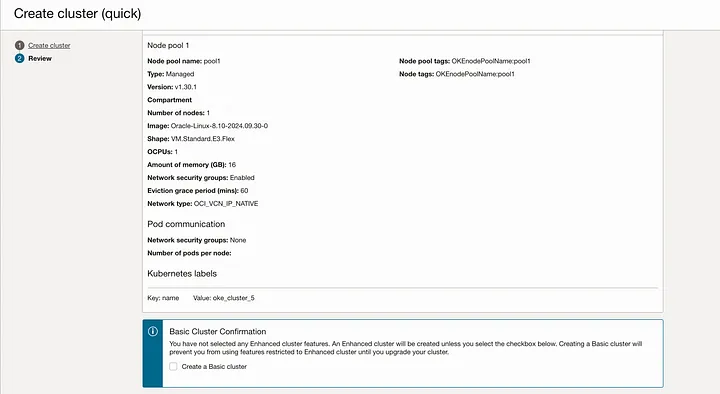 Create cluster (quick)
1 Create cluster
2 Review
Node pool 1
Node pool name: pool1
Node pool tags: OKEnodePoolName:pool1
Type: Managed
Node tags: OKEnodePoolName:pool1
Version: v1.30.1
Compartment
Number of nodes: 1
Image: Oracle-Linux-8.10-2024.09.30-0
Shape: VM.Standard.E3.Flex
OCPUs: 1
Amount of memory (GB): 16
Network security groups: Enabled
Eviction grace period (mins): 60
Network type: OCI_VCN_IP_NATIVE
Pod communication
Network security groups: None
Number of pods per node:
Kubernetes labels
Key: name Value: oke_cluster_5
Basic Cluster Confirmation
You have not selected any Enhanced cluster features. An Enhanced cluster will be created unless you select the checkbox below. Creating a Basic cluster will
prevent you from using features restricted to Enhanced cluster until you upgrade your cluster.
Create a Basic cluster